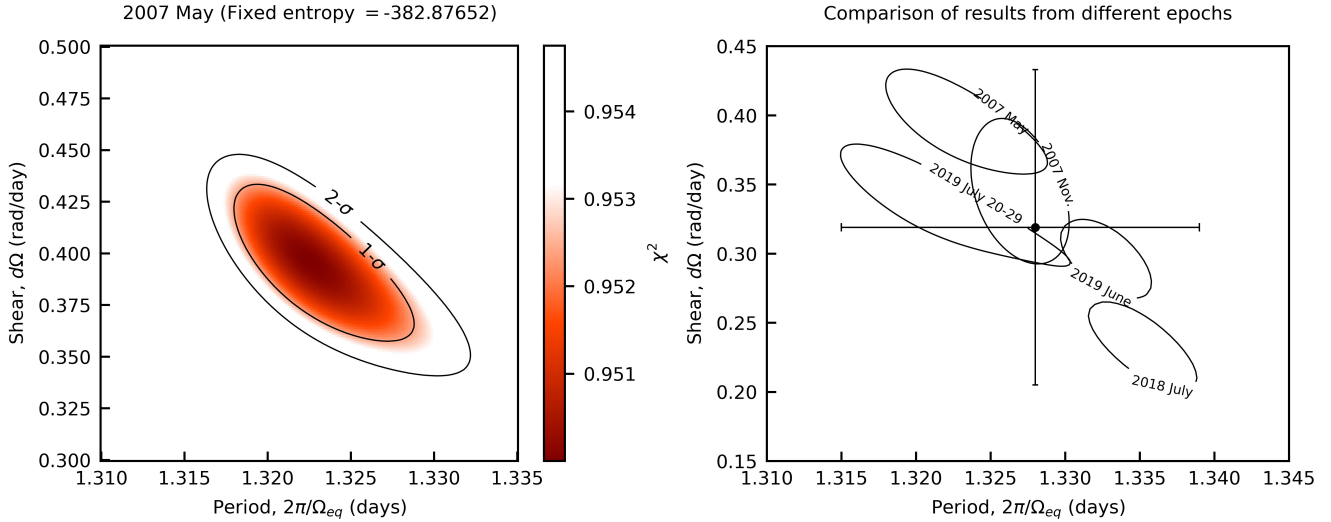 2007 May (Fixed entropy = -382.87652)
0.500
0.475
0.450
0.425
0.400
0.375
0.350
0.325
0.300
Shear, dΩ (rad/day)
1.310 1.315 1.320 1.325 1.330 1.335
Period, 2π/Ω_eq (days)
2-σ
1-σ
0.954
0.953
0.952
0.951
χ²
Comparison of results from different epochs
0.45
0.40
0.35
0.30
0.25
0.20
0.15
Shear, dΩ (rad/day)
1.310 1.315 1.320 1.325 1.330 1.335 1.340 1.345
Period, 2π/Ω_eq (days)
2007 May
2007 Nov.
2019 July 20-29
2019 June
2018 July